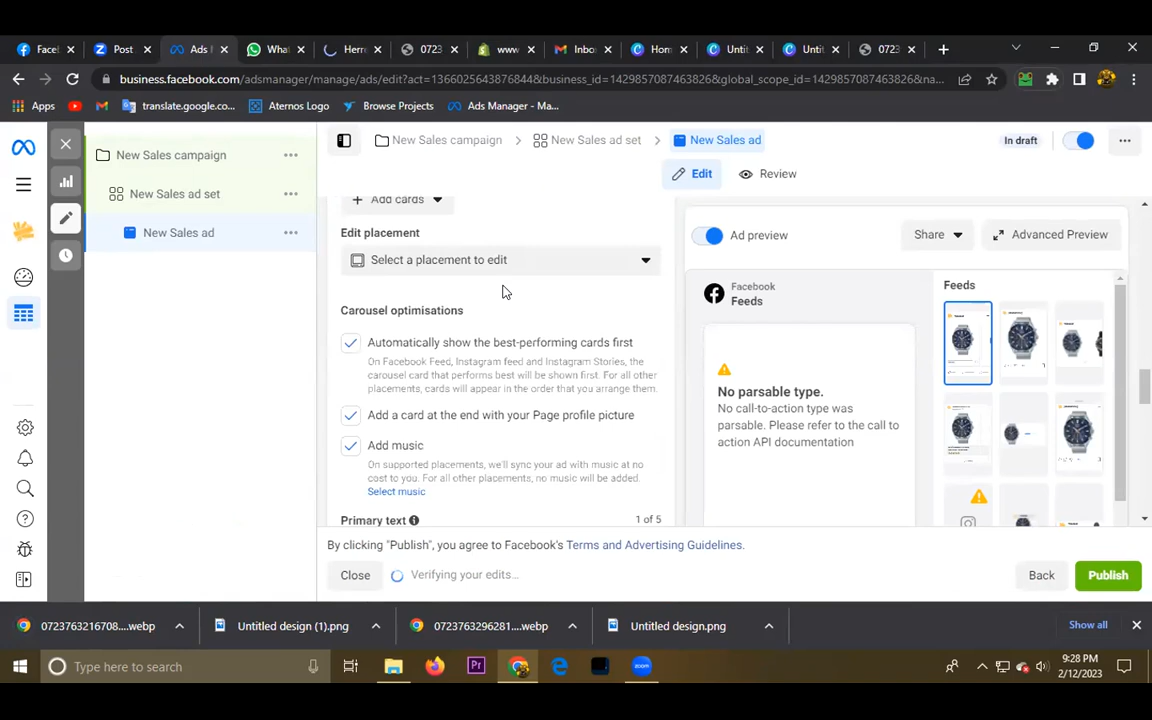 Facel
Post
Ads I
What
Herre
0723
www
Inbo
Hom
Untit
Untit
0723
business.facebook.com/adsmanager/manage/ads/edit?act=1366025643876844&business_id=1429857087463826&global_scope_id=1429857087463826&na...
Apps
translate.google.co...
Aternos Logo
Browse Projects
Ads Manager - Ma...
New Sales campaign
New Sales ad set
New Sales ad
In draft
Edit
Review
New Sales campaign
New Sales ad set
New Sales ad
Add cards
Edit placement
Select a placement to edit
Carousel optimisations
Automatically show the best-performing cards first
On Facebook Feed, Instagram feed and Instagram Stories, the
carousel card that performs best will be shown first. For all other
placements, cards will appear in the order that you arrange them.
Add a card at the end with your Page profile picture
Add music
On supported placements, we'll sync your ad with music at no
cost to you. For all other placements, no music will be added.
Select music
Primary text
1 of 5
Ad preview
Share
Advanced Preview
Facebook
Feeds
No parsable type.
No call-to-action type was
parsable. Please refer to the call to
action API documentation
Feeds
By clicking "Publish", you agree to Facebook's Terms and Advertising Guidelines.
Close
Verifying your edits...
Back
Publish
0723763216708....webp
Untitled design (1).png
0723763296281....webp
Untitled design.png
Show all
Type here to search
Pr
zoom
9:28 PM
2/12/2023